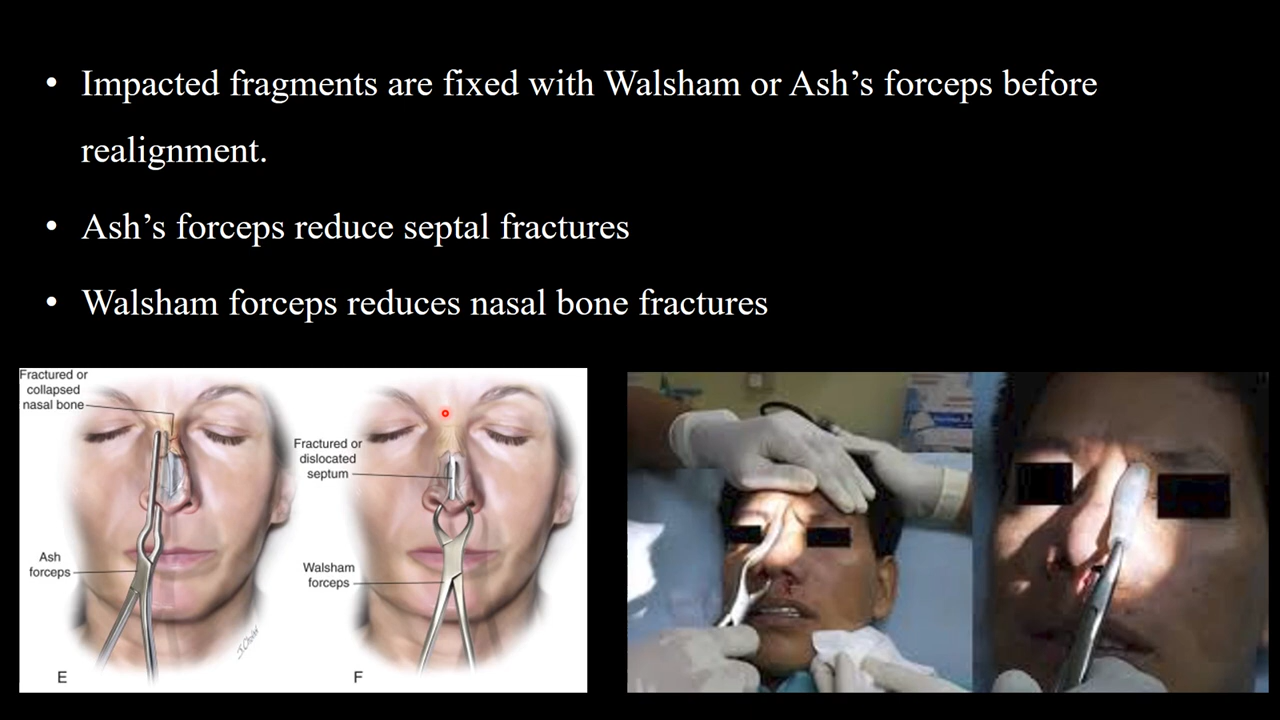 • Impacted fragments are fixed with Walsham or Ash’s forceps before
realignment.
• Ash’s forceps reduce septal fractures
• Walsham forceps reduces nasal bone fractures
Fractured or
collapsed
nasal bone
Ash
forceps
E
Fractured or
dislocated
septum
Walsham
forceps
F